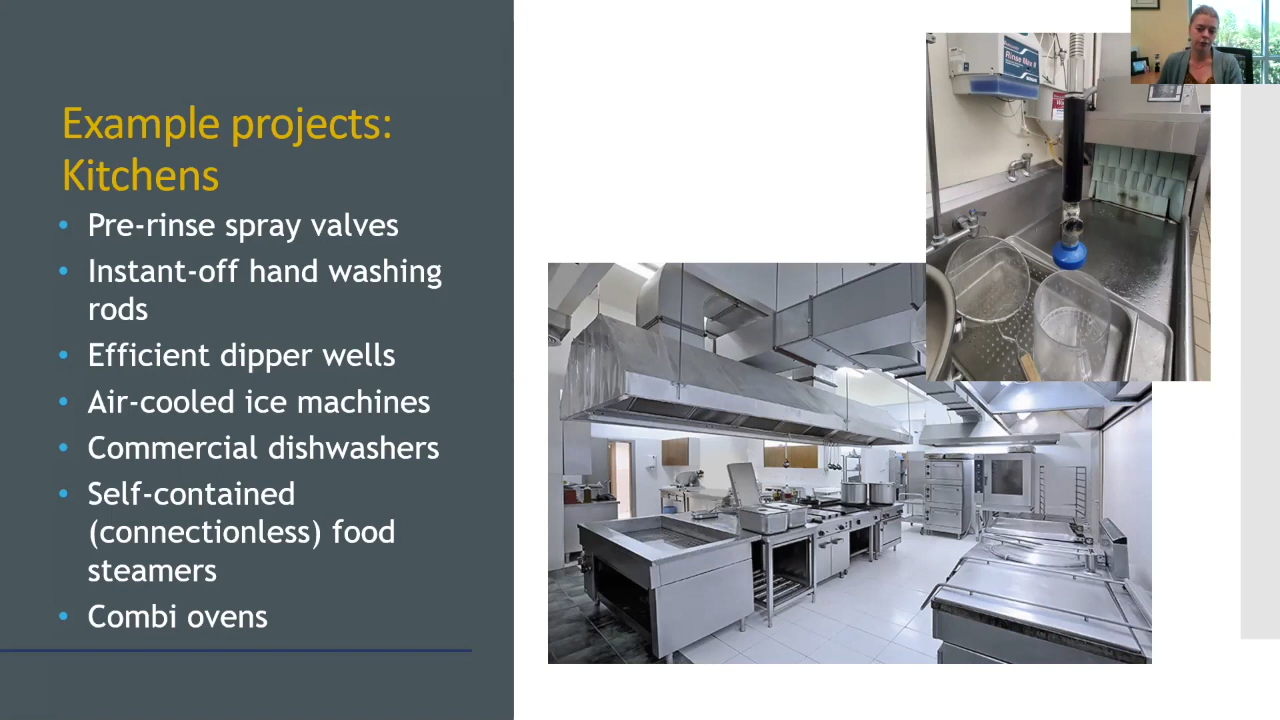 Example projects:
Kitchens
• Pre-rinse spray valves
• Instant-off hand washing
rods
• Efficient dipper wells
• Air-cooled ice machines
• Commercial dishwashers
• Self-contained
(connectionless) food
steamers
• Combi ovens
Rinse Max II